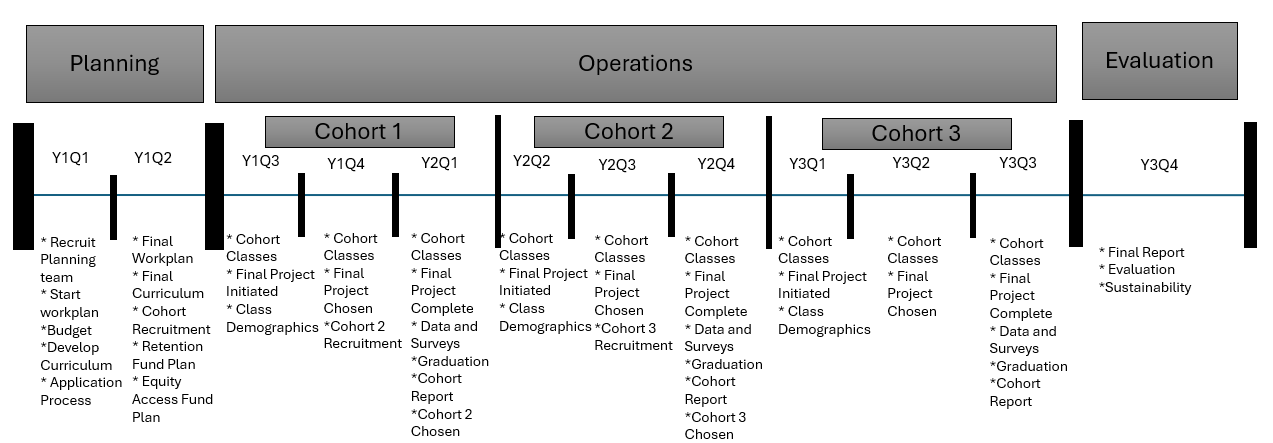 Planning
Operations
Evaluation
Cohort 1
Cohort 2
Cohort 3
Y1Q1
Y1Q2
Y1Q3
Y1Q4
Y2Q1
Y2Q2
Y2Q3
Y2Q4
Y3Q1
Y3Q2
Y3Q3
Y3Q4
* Recruit
Planning
team
* Start
workplan
*Budget
*Develop
Curriculum
* Application
Process
* Final
Workplan
* Final
Curriculum
* Cohort
Recruitment
* Retention
Fund Plan
* Equity
Access Fund
Plan
* Cohort
Classes
* Final Project
Initiated
* Class
Demographics
* Cohort
Classes
* Final
Project
Chosen
*Cohort 2
Recruitment
* Cohort
Classes
* Final
Project
Complete
* Data and
Surveys
*Graduation
*Cohort
Report
*Cohort 2
Chosen
* Cohort
Classes
* Final Project
Initiated
* Class
Demographics
* Cohort
Classes
* Final
Project
Chosen
*Cohort 3
Recruitment
* Cohort
Classes
* Final
Project
Complete
* Data and
Surveys
*Graduation
*Cohort
Report
*Cohort 3
Chosen
* Cohort
Classes
* Final Project
Initiated
* Class
Demographics
* Cohort
Classes
* Final
Project
Chosen
* Cohort
Classes
* Final
Project
Complete
* Data and
Surveys
*Graduation
*Cohort
Report
* Final Report
* Evaluation
*Sustainability